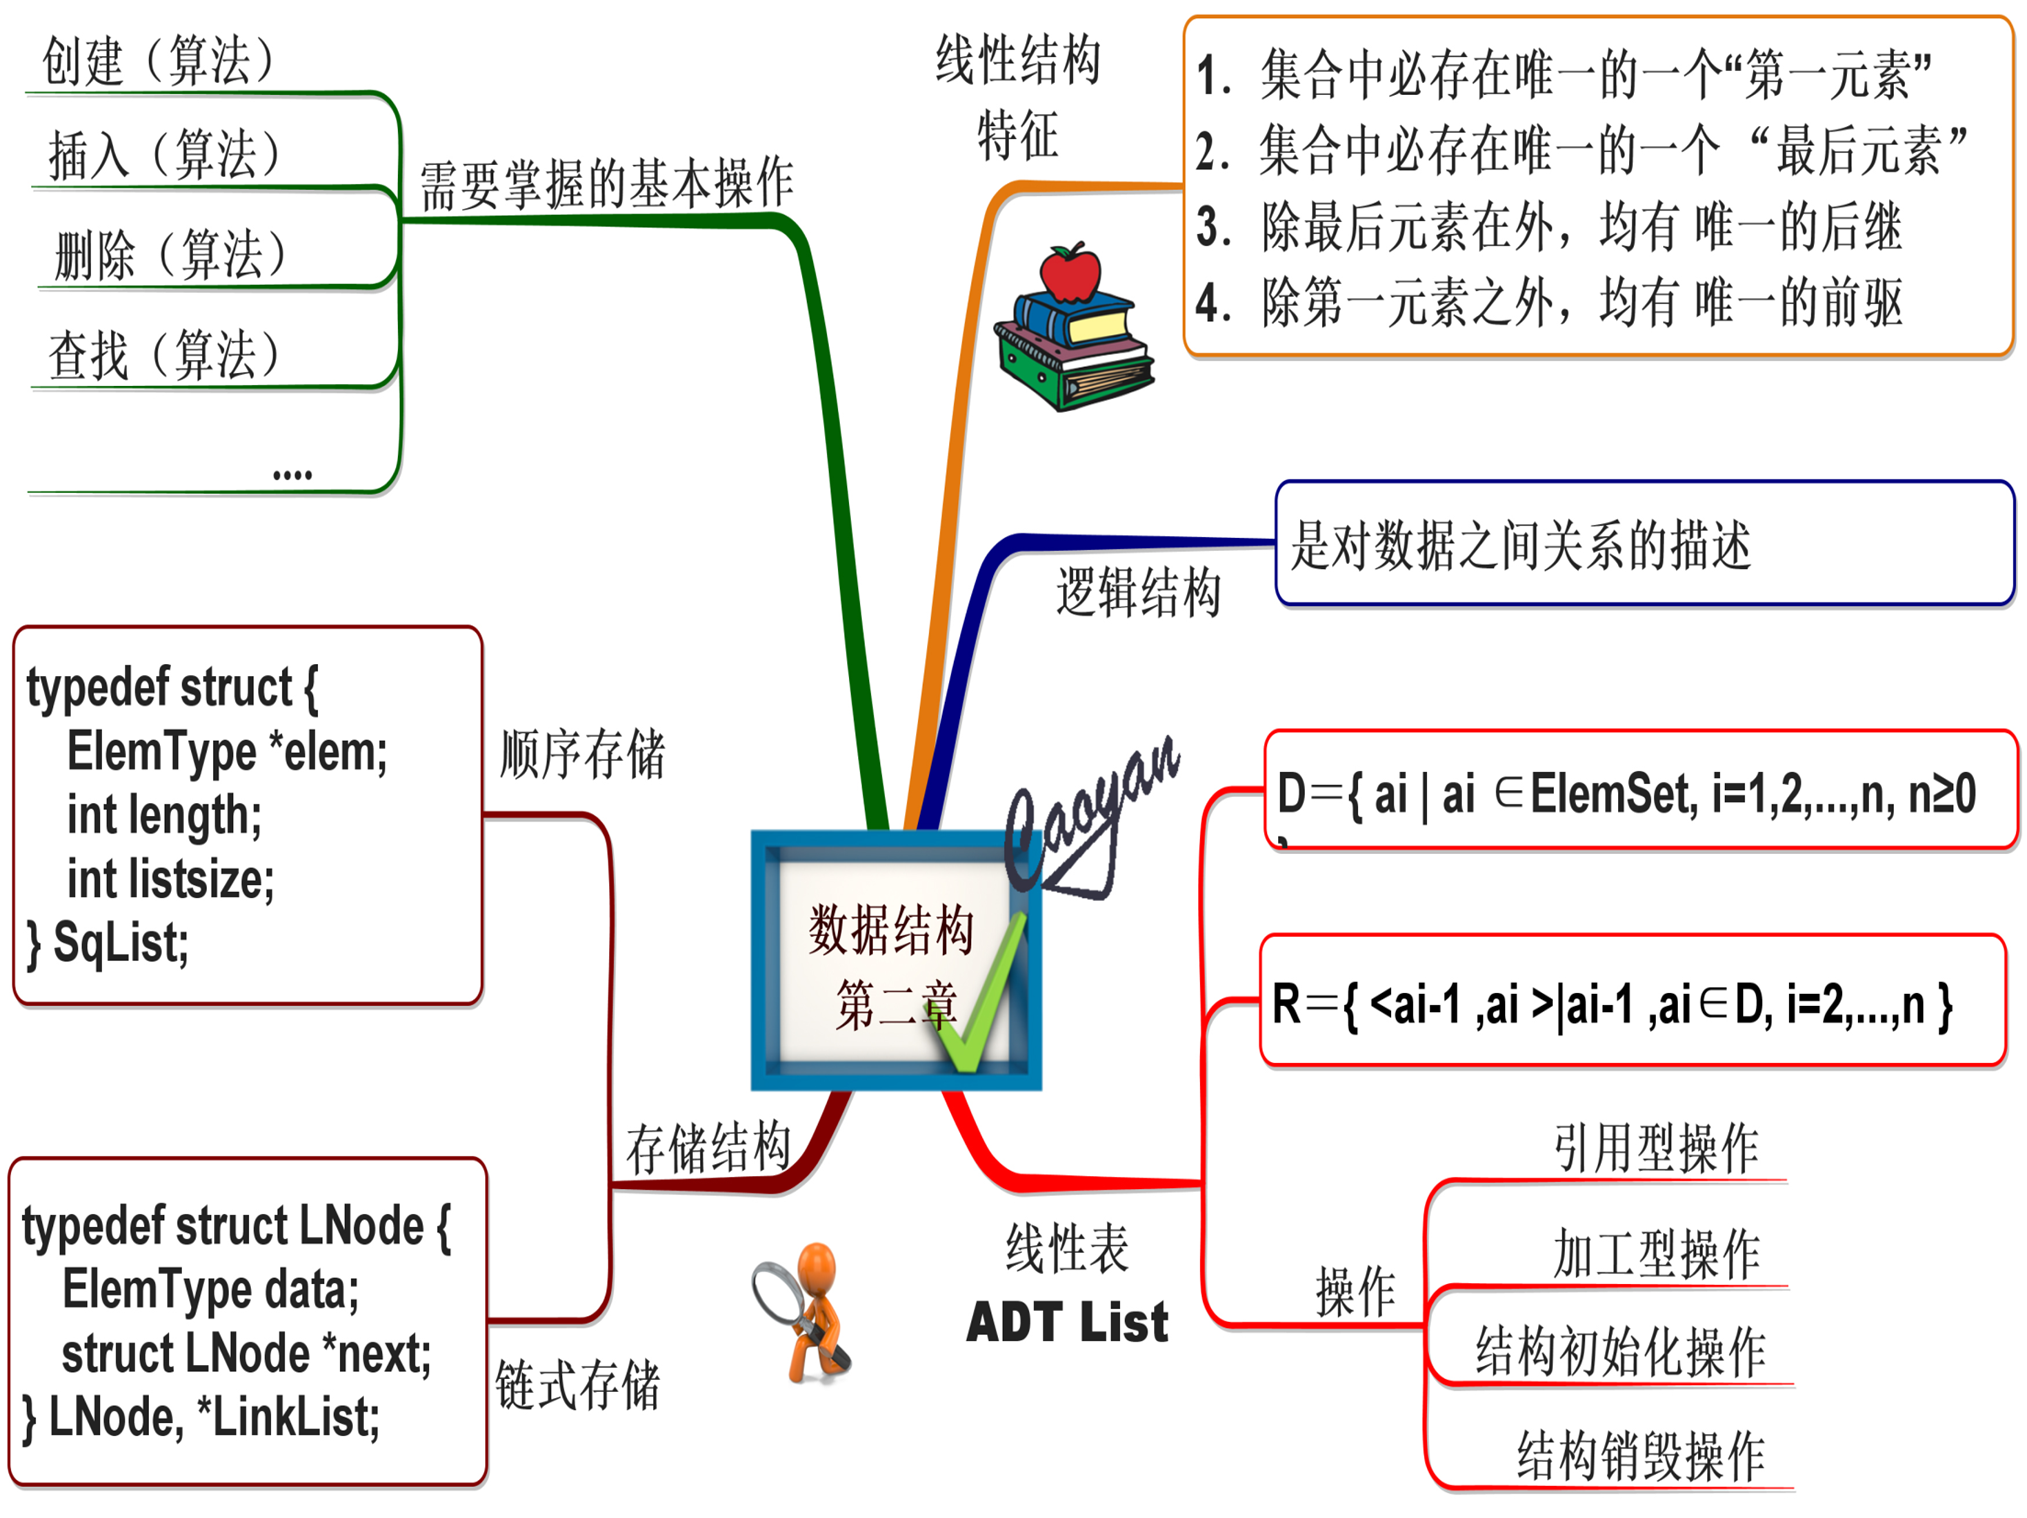 创建（算法）
插入（算法）
删除（算法）
查找（算法）
....
需要掌握的基本操作
线性结构
特征
1. 集合中必存在唯一的一个“第一元素”
2. 集合中必存在唯一的一个 “最后元素”
3. 除最后元素在外，均有 唯一的后继
4. 除第一元素之外，均有 唯一的前驱
逻辑结构
是对数据之间关系的描述
typedef struct {
ElemType *elem;
int length;
int listsize;
} SqList;
顺序存储
存储结构
typedef struct LNode {
ElemType data;
struct LNode *next;
} LNode, *LinkList;
链式存储
Caoyan
数据结构
第二章
D＝{ ai | ai ∈ElemSet, i=1,2,...,n, n≥0
}
R＝{ <ai-1 ,ai >|ai-1 ,ai∈D, i=2,...,n }
线性表
ADT List
操作
引用型操作
加工型操作
结构初始化操作
结构销毁操作